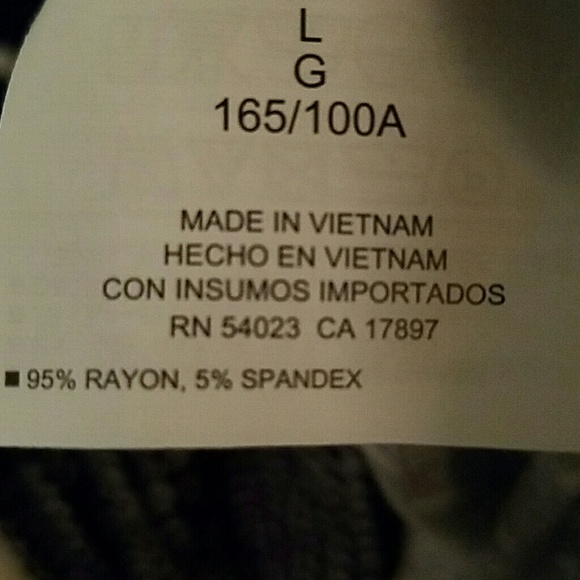 L
G
165/100A
MADE IN VIETNAM
HECHO EN VIETNAM
CON INSUMOS IMPORTADOS
RN 54023 CA 17897
■ 95% RAYON, 5% SPANDEX